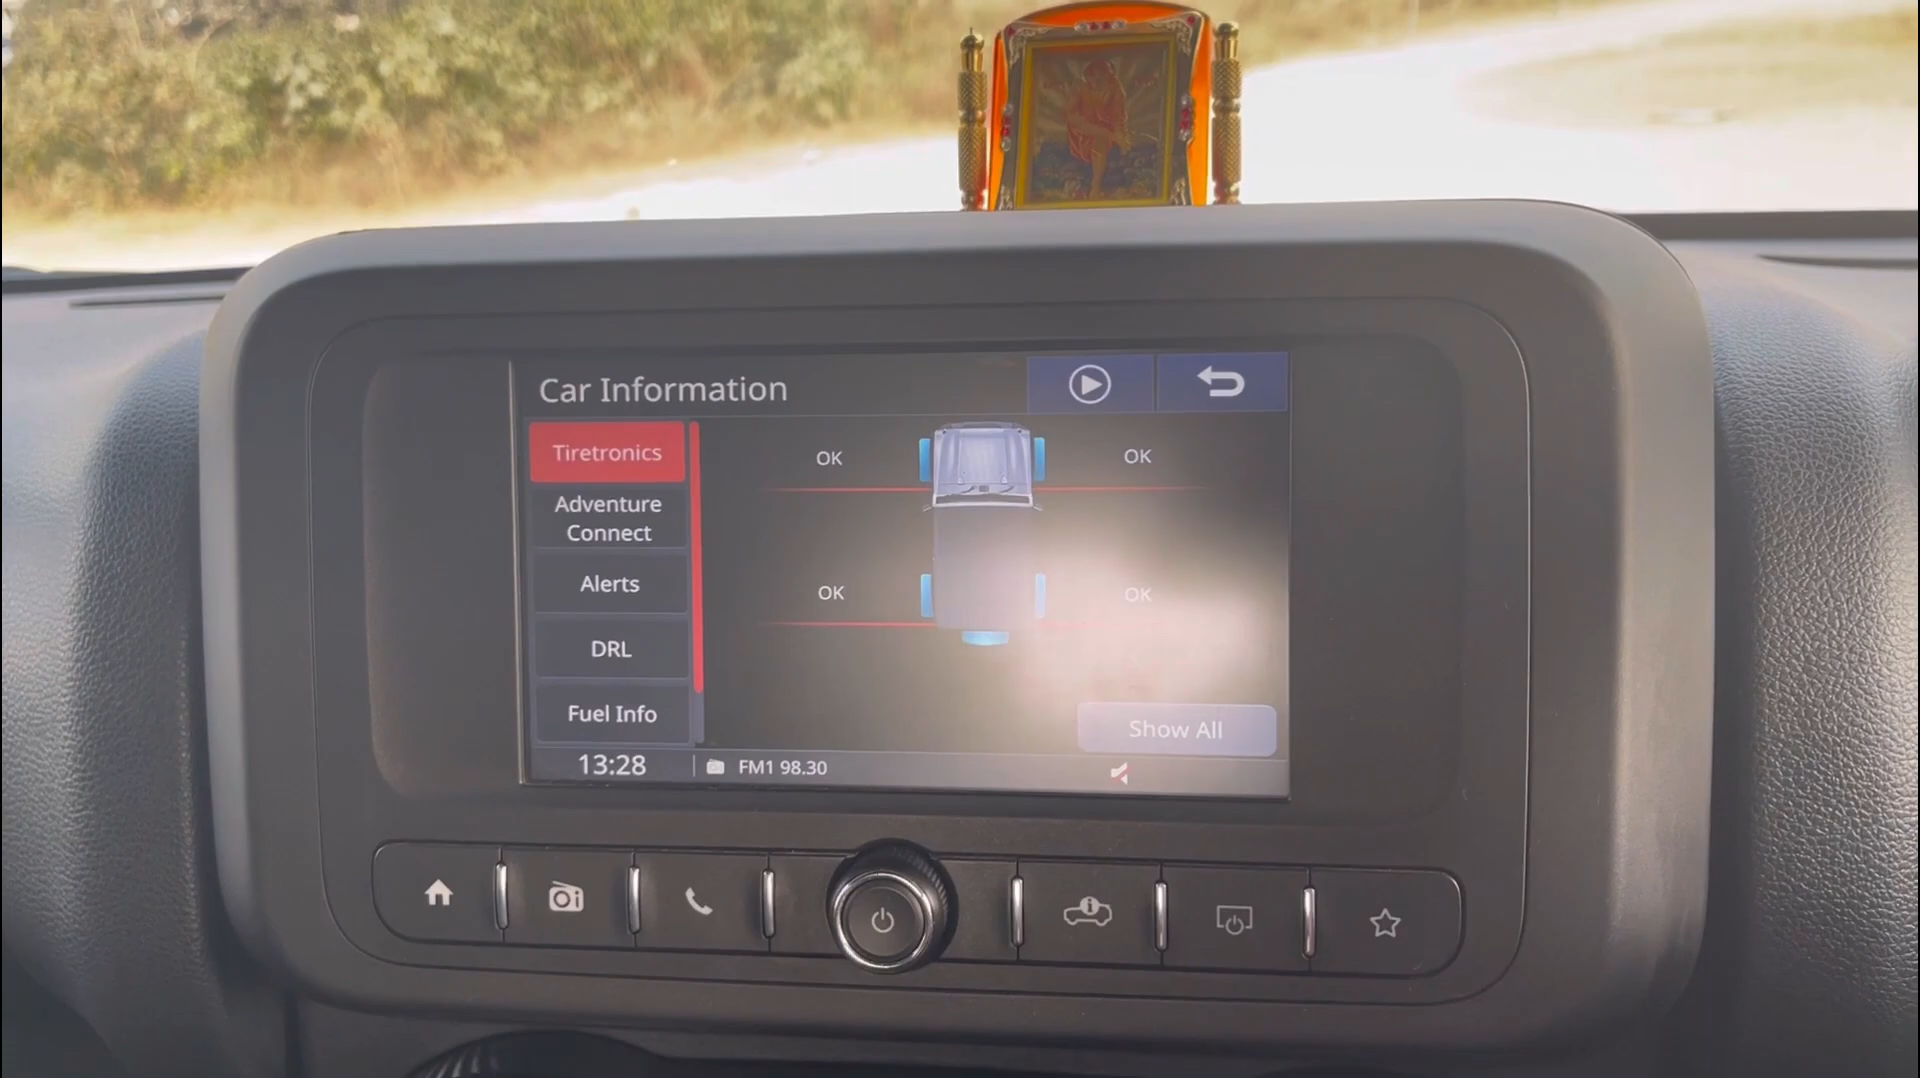 Car Information
Tiretronics
Adventure
Connect
Alerts
DRL
Fuel Info
OK
OK
OK
OK
Show All
13:28
FM1 98.30